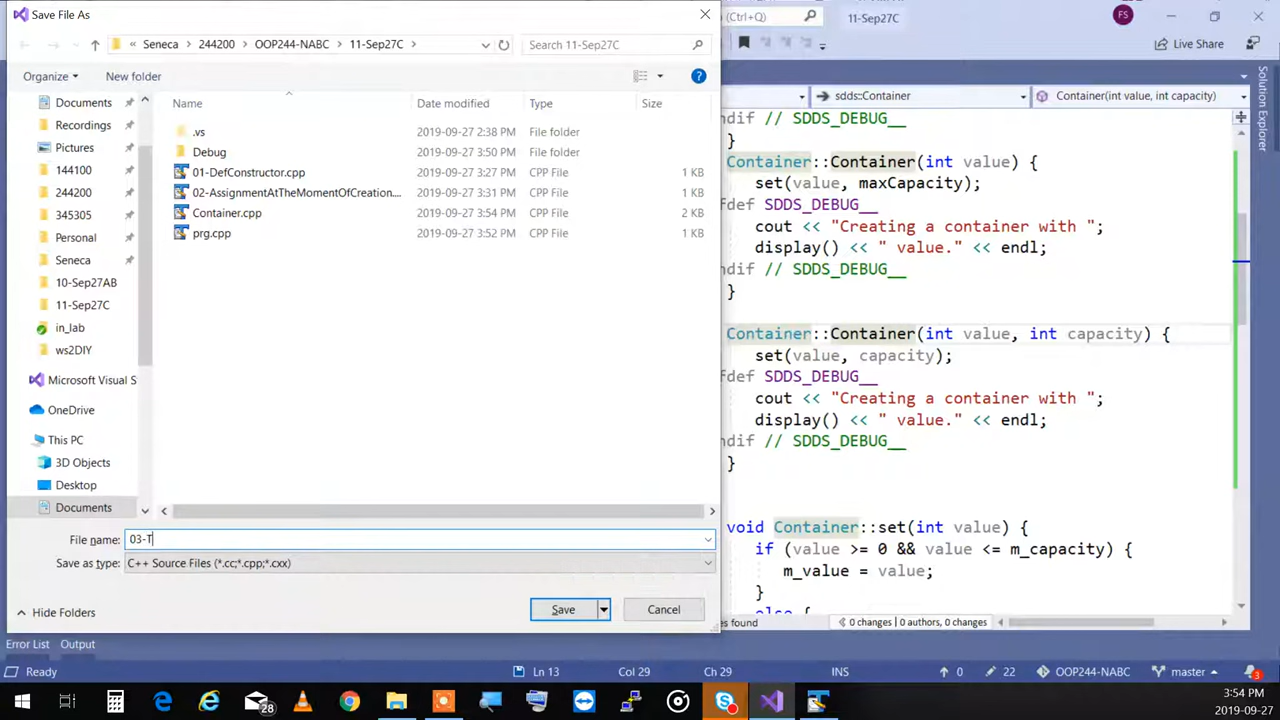 Save File As
(Ctrl+Q)
11-Sep27C
FS
« Seneca › 244200 › OOP244-NABC › 11-Sep27C ›
Search 11-Sep27C
Live Share
Organize
New folder
?
Documents
Recordings
Pictures
144100
244200
345305
Personal
Seneca
10-Sep27AB
11-Sep27C
in_lab
ws2DIY
Microsoft Visual S
OneDrive
This PC
3D Objects
Desktop
Documents
Name Date modified Type Size
.vs 2019-09-27 2:38 PM File folder
Debug 2019-09-27 3:50 PM File folder
01-DefConstructor.cpp 2019-09-27 3:27 PM CPP File 1 KB
02-AssignmentAtTheMomentOfCreation.... 2019-09-27 3:31 PM CPP File 1 KB
Container.cpp 2019-09-27 3:54 PM CPP File 2 KB
prg.cpp 2019-09-27 3:52 PM CPP File 1 KB
File name: 03-T
Save as type: C++ Source Files (*.cc;*.cpp;*.cxx)
Hide Folders
Save
Cancel
sdds::Container
Container(int value, int capacity)
Solution Explorer
ndif // SDDS_DEBUG__
}
Container::Container(int value) {
set(value, maxCapacity);
fdef SDDS_DEBUG__
cout << "Creating a container with ";
display() << " value." << endl;
ndif // SDDS_DEBUG__
}
Container::Container(int value, int capacity) {
set(value, capacity);
fdef SDDS_DEBUG__
cout << "Creating a container with ";
display() << " value." << endl;
ndif // SDDS_DEBUG__
}
void Container::set(int value) {
if (value >= 0 && value <= m_capacity) {
m_value = value;
}
else {
es found
0 changes | 0 authors, 0 changes
Error List
Output
Ready
Ln 13
Col 29
Ch 29
INS
0
22
OOP244-NABC
master
3
28
3:54 PM
2019-09-27